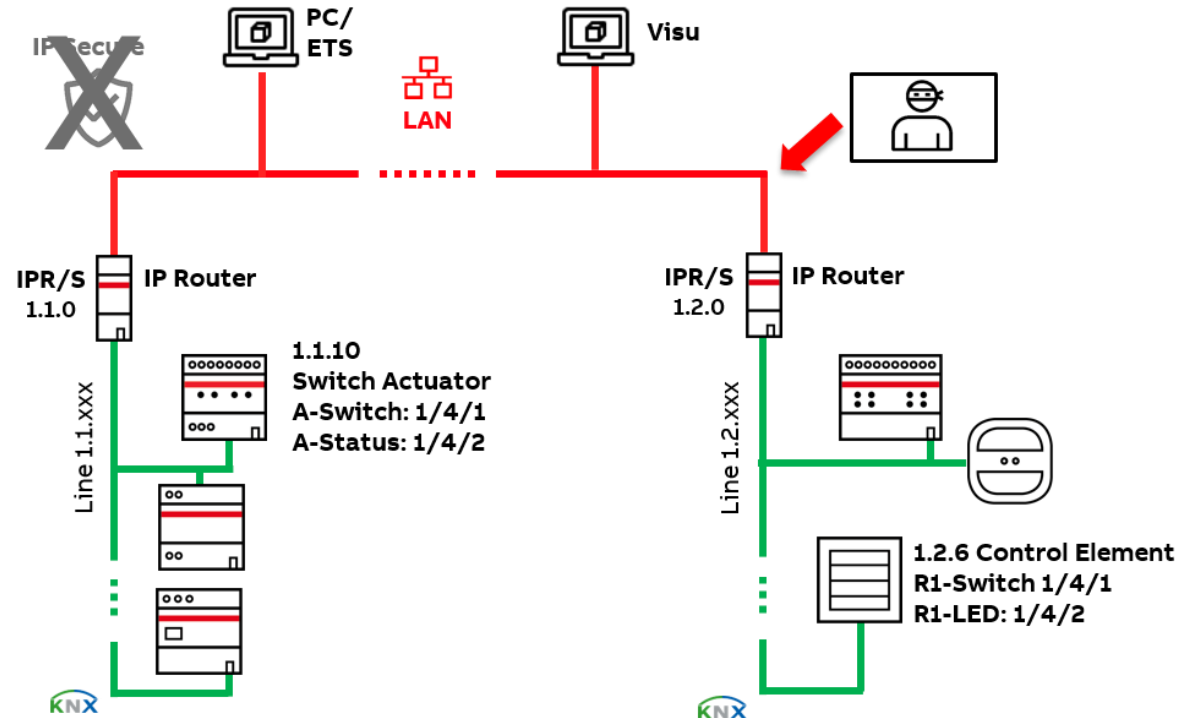 IP Secure
PC/
ETS
Visu
LAN
IPR/S
1.1.0
IP Router
IPR/S
1.2.0
IP Router
1.1.10
Switch Actuator
A-Switch: 1/4/1
A-Status: 1/4/2
Line 1.1.xxx
Line 1.2.xxx
1.2.6 Control Element
R1-Switch 1/4/1
R1-LED: 1/4/2
KNX
KNX